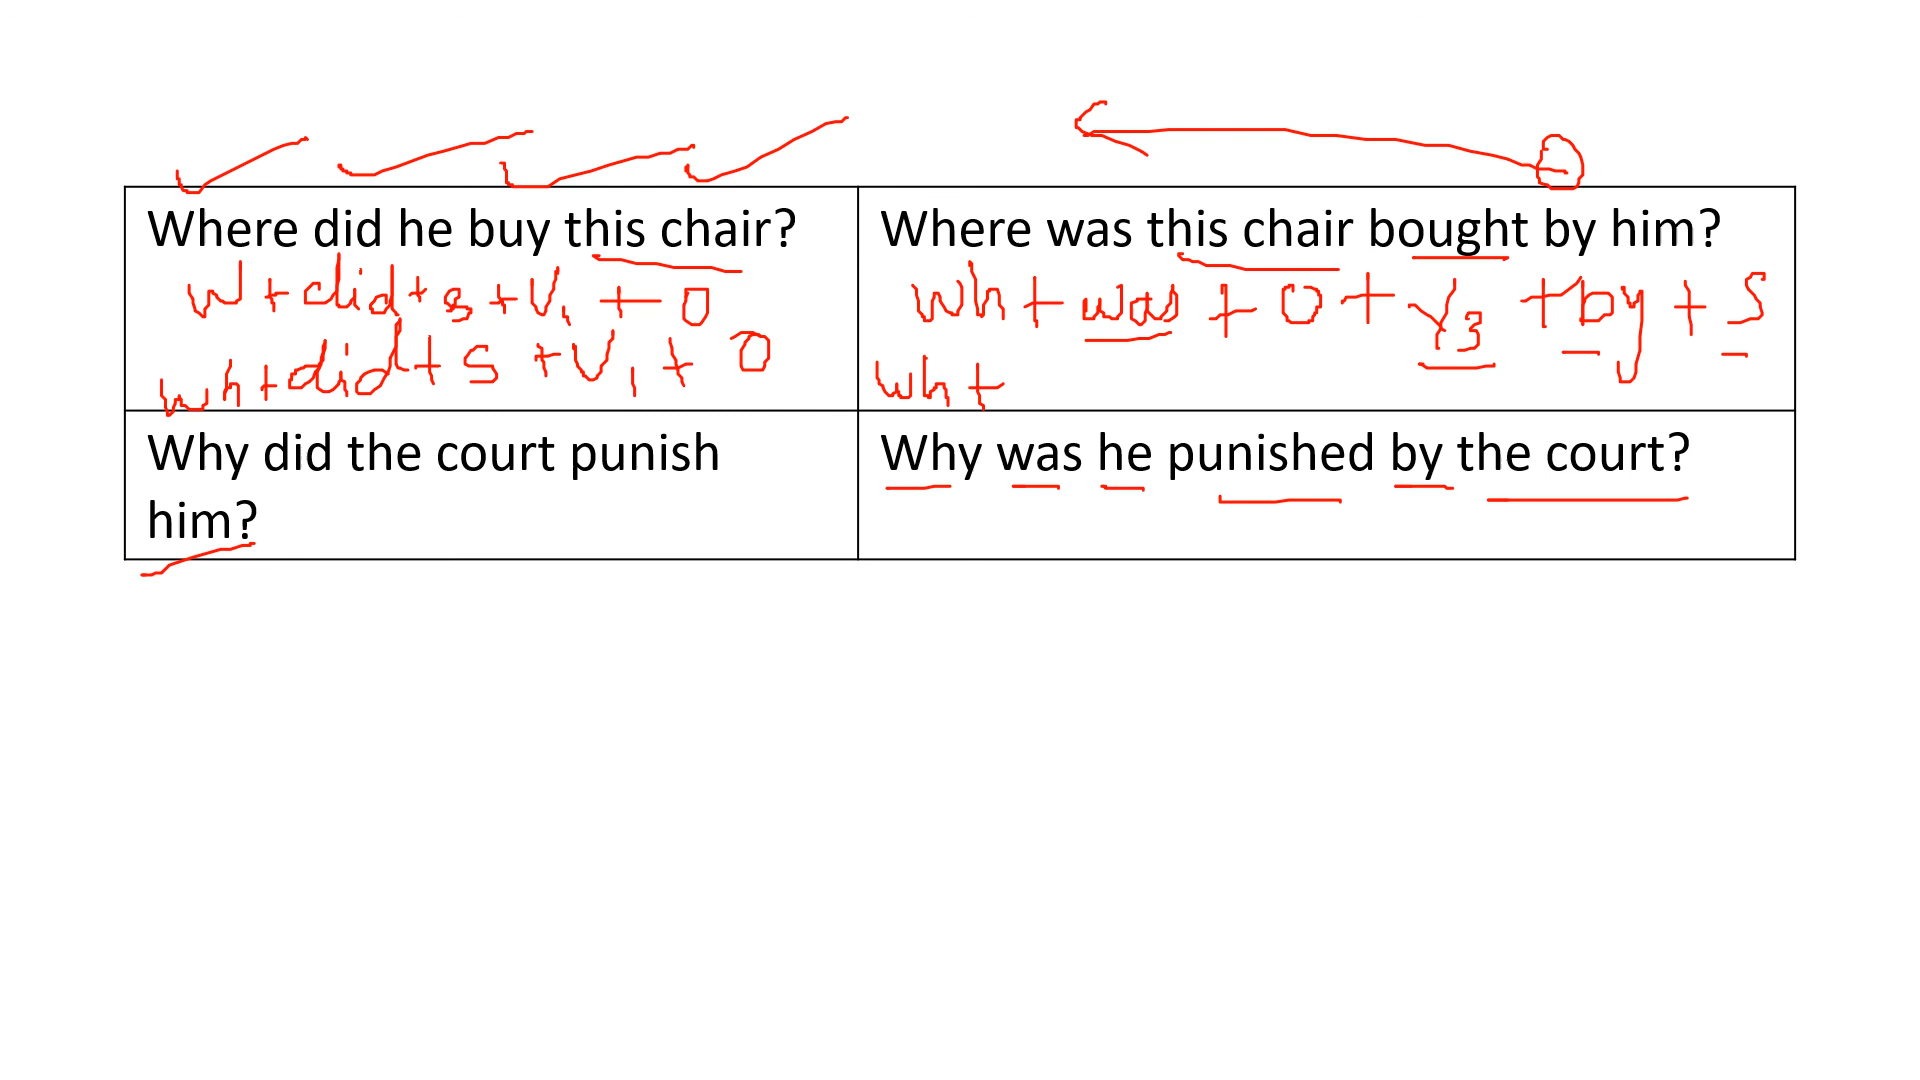 Where did he buy this chair?
W+did+s+V1+O
wh+did+s+V1+O
Where was this chair bought by him?
Wh+was+O+V3+by+S
wh+
Why did the court punish
him?
Why was he punished by the court?